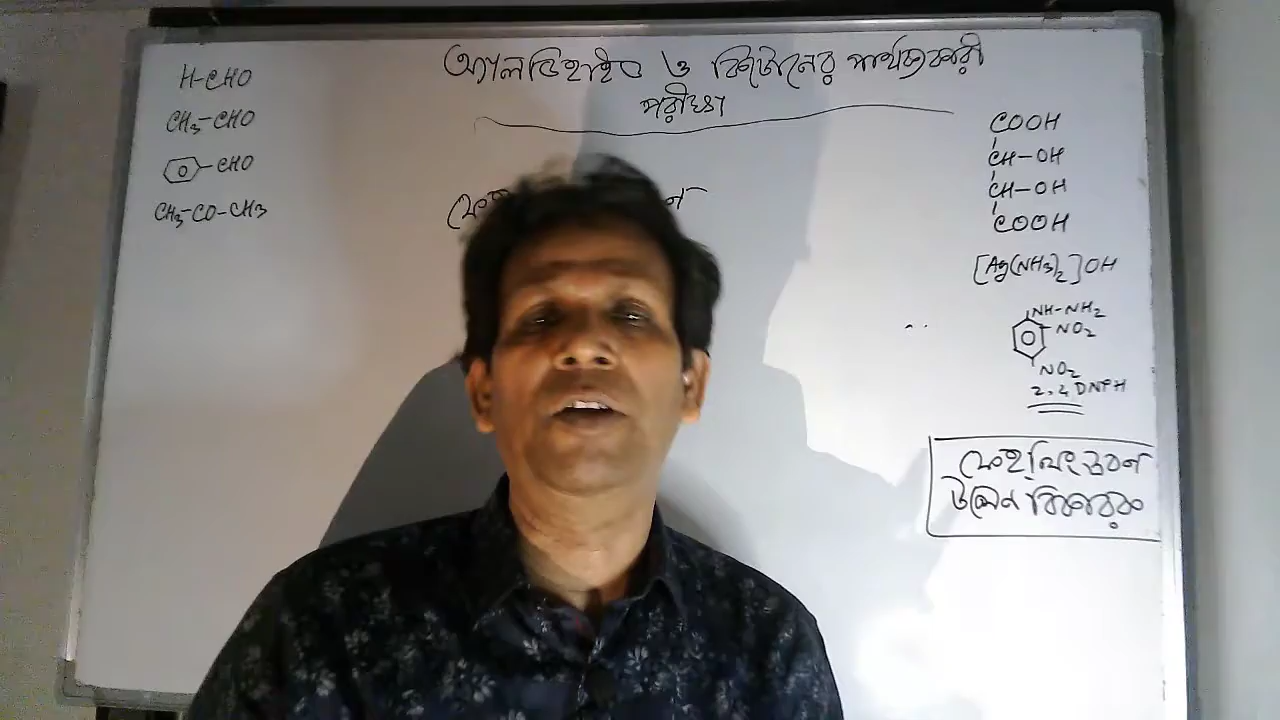 অ্যালডিহাইড ও কিটোনের পার্থক্যকারী
পরীক্ষা
H-CHO
CH₃-CHO
-CHO
CH₃-CO-CH₃
COOH
CH-OH
CH-OH
COOH
[Ag(NH₃)₂]OH
NH-NH₂
NO₂
NO₂
2,4 DNPH
ফেহলিং দ্রবণ
টলেন বিকারক